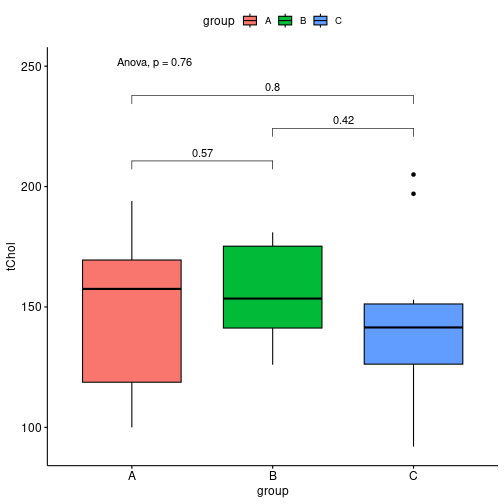 group A B C
Anova, p = 0.76
0.8
0.42
0.57
250
200
150
100
tChol
A B C
group